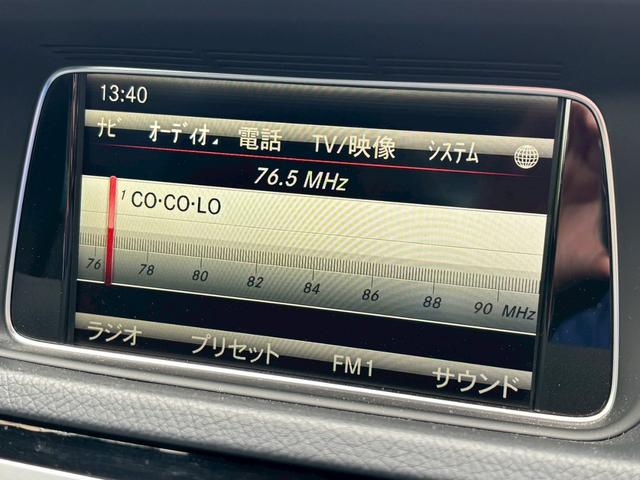 13:40
ナビ オーディオ 電話 TV/映像 システム
76.5 MHz
1 CO·CO·LO
76 78 80 82 84 86 88 90 MHz
ラジオ プリセット FM1 サウンド